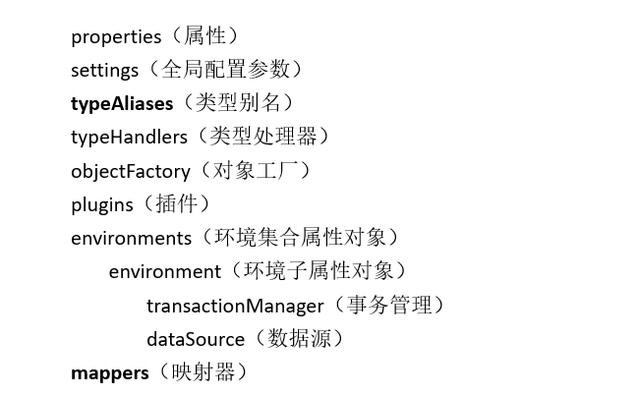 properties（属性）
settings（全局配置参数）
typeAliases（类型别名）
typeHandlers（类型处理器）
objectFactory（对象工厂）
plugins（插件）
environments（环境集合属性对象）
environment（环境子属性对象）
transactionManager（事务管理）
dataSource（数据源）
mappers（映射器）